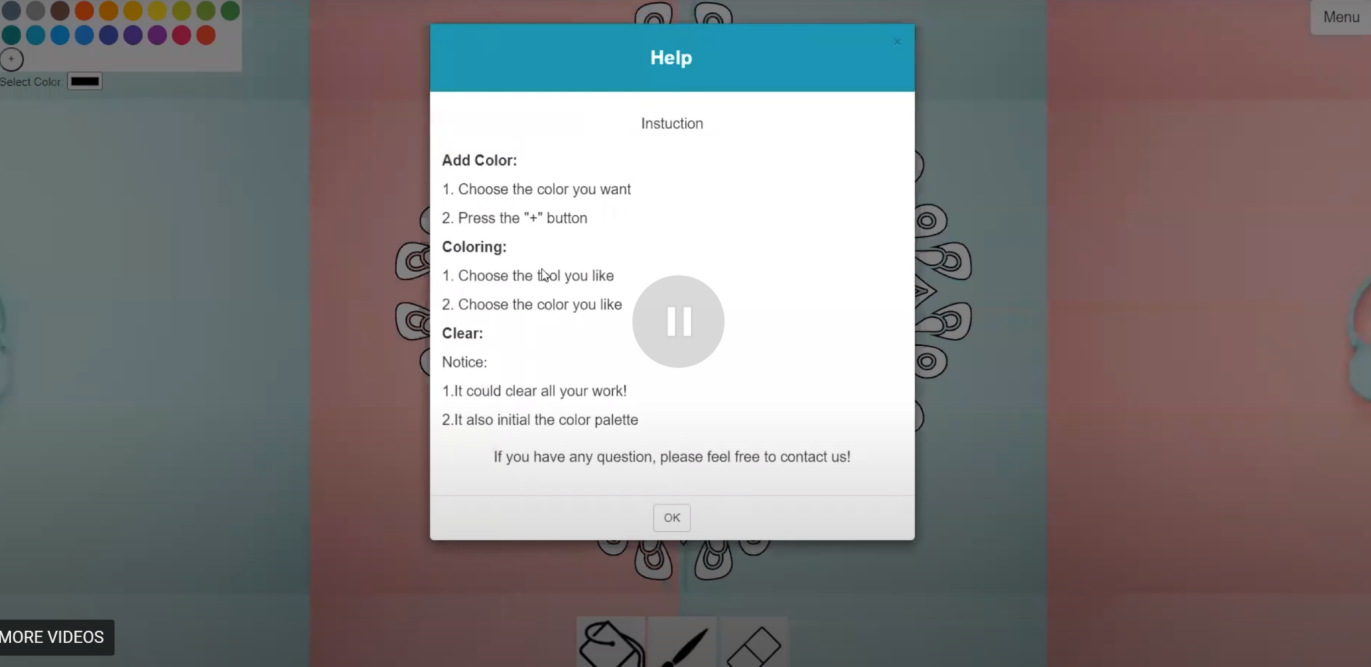 Menu
+
Select Color
Help
×
Instuction
Add Color:
1. Choose the color you want
2. Press the "+" button
Coloring:
1. Choose the tool you like
2. Choose the color you like
Clear:
Notice:
1.It could clear all your work!
2.It also initial the color palette
If you have any question, please feel free to contact us!
OK
MORE VIDEOS